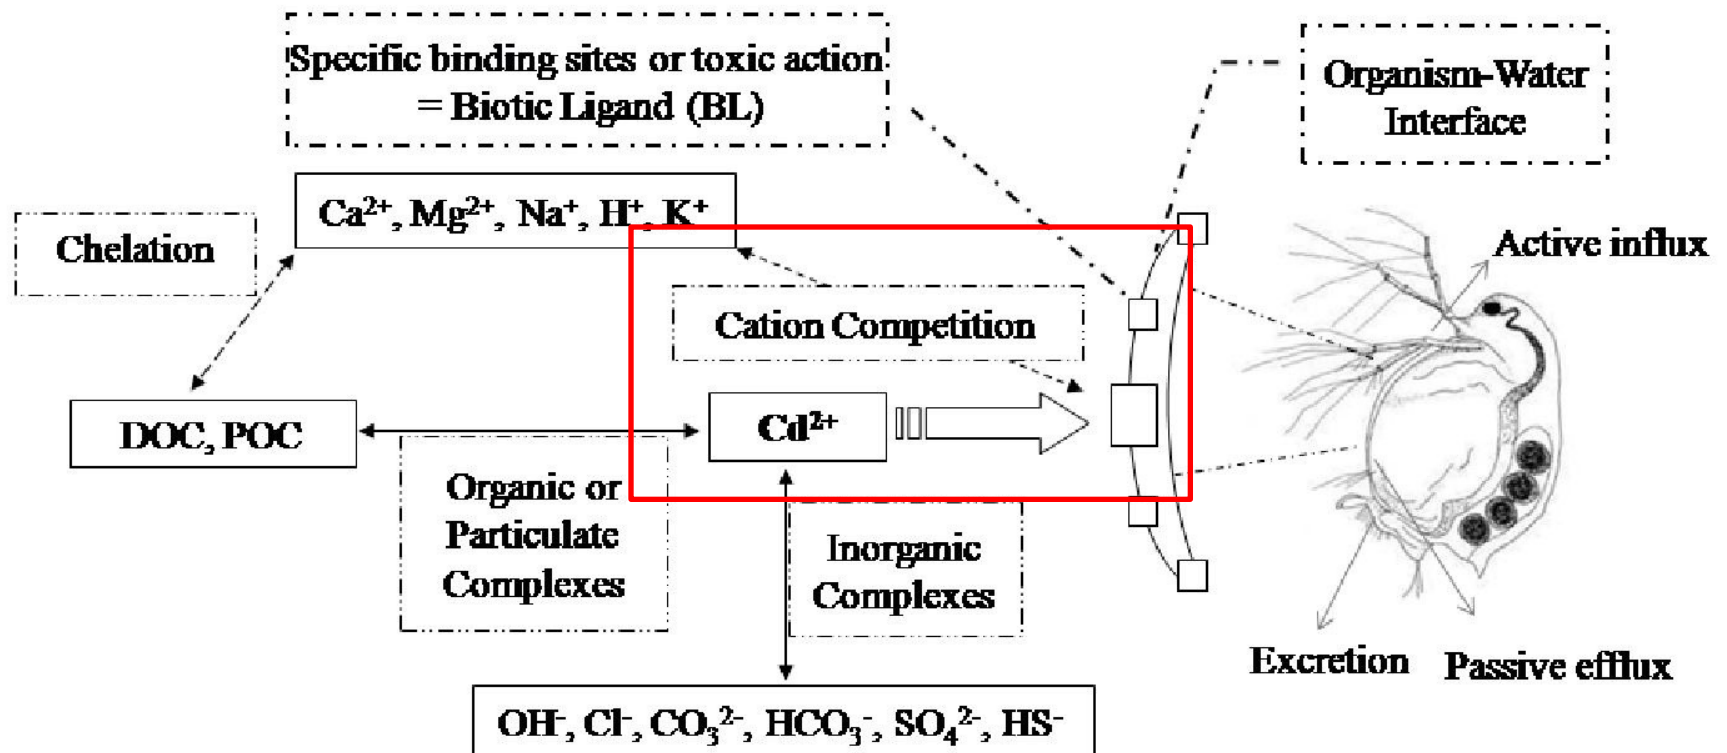 Specific binding sites or toxic action
= Biotic Ligand (BL)
Organism-Water
Interface
Ca²⁺, Mg²⁺, Na⁺, H⁺, K⁺
Chelation
Active influx
Cation Competition
DOC, POC
Cd²⁺
Organic or
Particulate
Complexes
Inorganic
Complexes
Excretion
Passive efflux
OH⁻, Cl⁻, CO₃²⁻, HCO₃⁻, SO₄²⁻, HS⁻